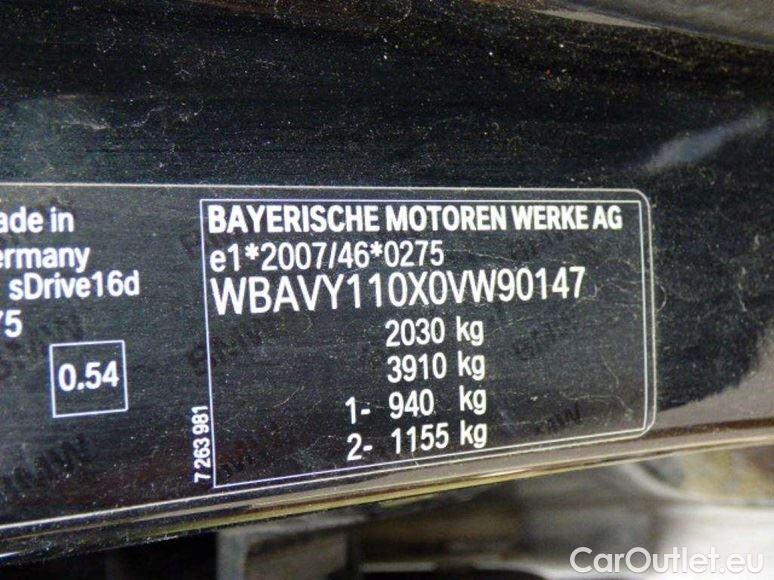 ade in
ermany
sDrive16d
75
0.54
7 263 981
BAYERISCHE MOTOREN WERKE AG
e1*2007/46*0275
WBAVY110X0VW90147
2030 kg
3910 kg
1- 940 kg
2- 1155 kg
BMW
CarOutlet.eu